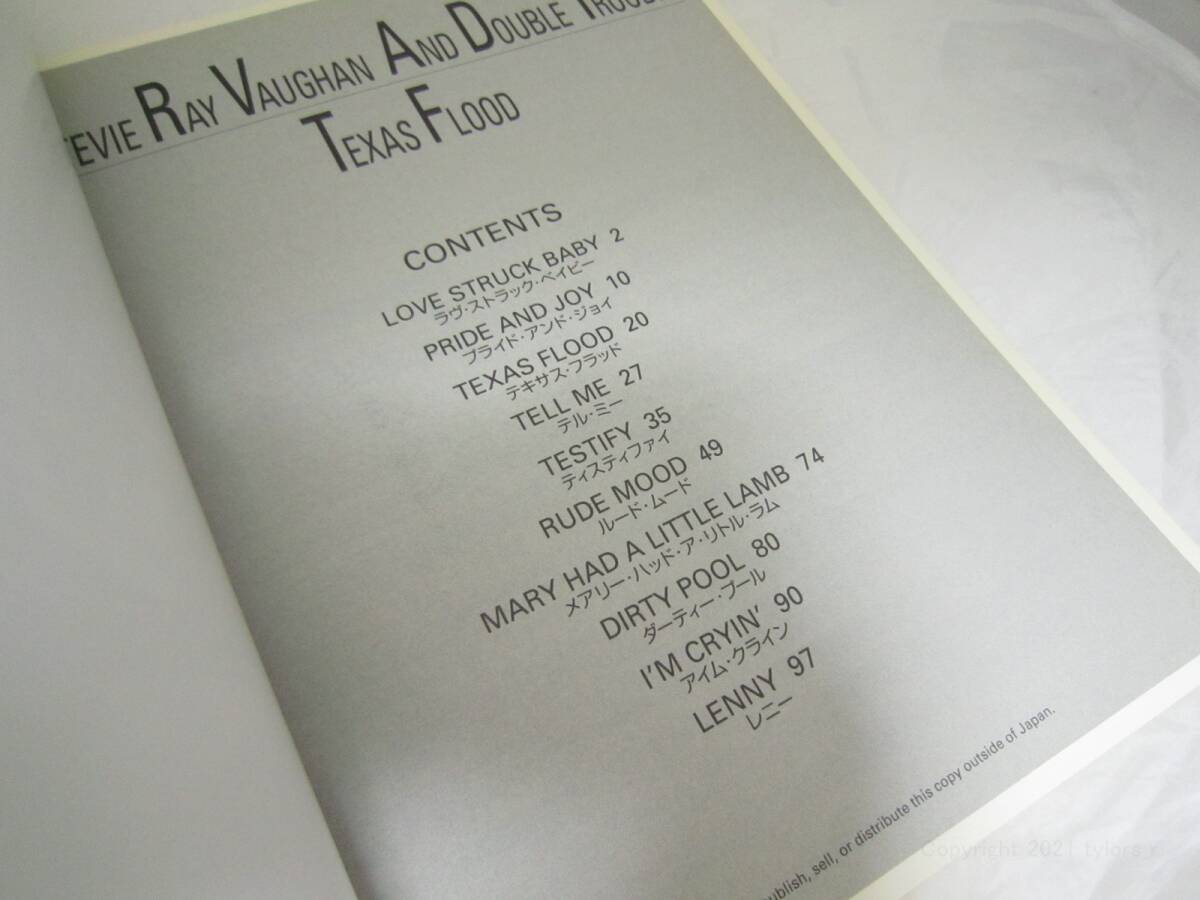 RAY VAUGHAN AND DOUBLE
TEXAS FLOOD
CONTENTS
LOVE STRUCK BABY 2
ラヴ・ストラック・ベイビー
PRIDE AND JOY 10
プライド・アンド・ジョイ
TEXAS FLOOD 20
テキサス・フラッド
TELL ME 27
テル・ミー
TESTIFY 35
ティスティファイ
RUDE MOOD 49
ルード・ムード
MARY HAD A LITTLE LAMB 74
メアリー・ハッド・ア・リトル・ラム
DIRTY POOL 80
ダーティー・プール
I'M CRYIN' 90
アイム・クライン
LENNY 97
レニー
sell, or distribute this copy outside of Japan.
Copyright 2021 tylors